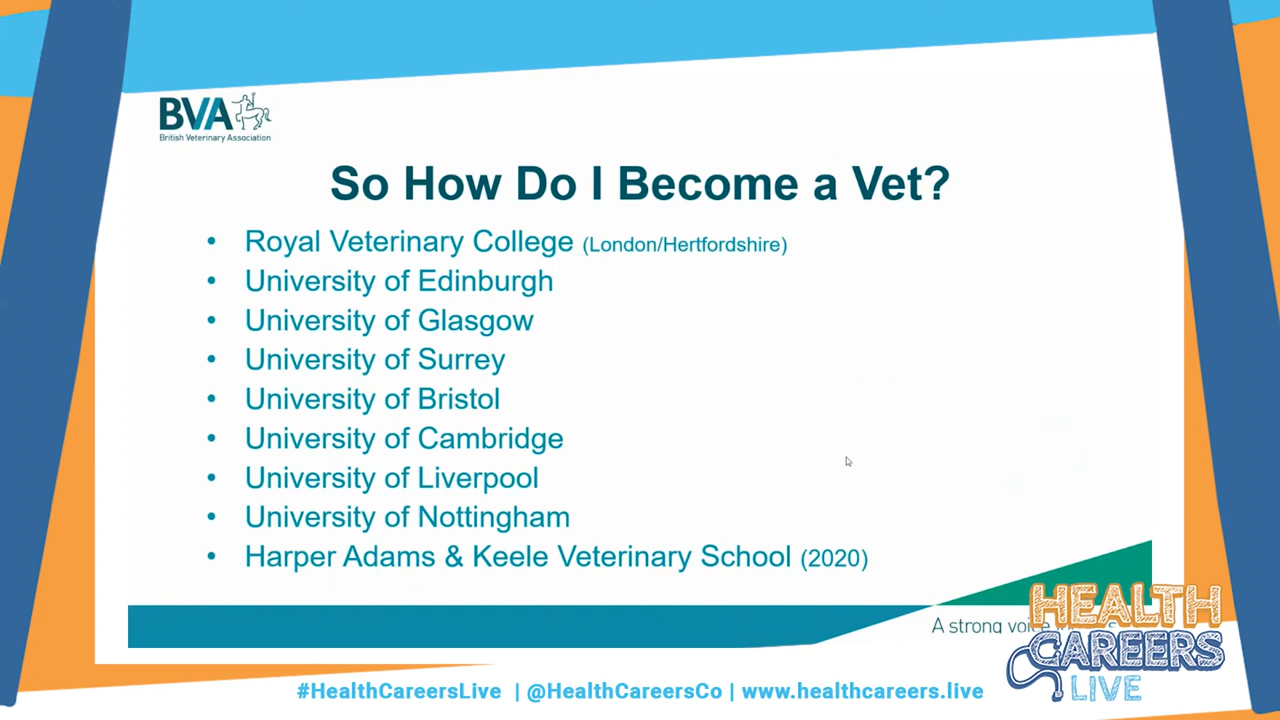 BVA
British Veterinary Association
So How Do I Become a Vet?
• Royal Veterinary College (London/Hertfordshire)
• University of Edinburgh
• University of Glasgow
• University of Surrey
• University of Bristol
• University of Cambridge
• University of Liverpool
• University of Nottingham
• Harper Adams & Keele Veterinary School (2020)
A strong
HEALTH
CAREERS
LIVE
#HealthCareersLive | @HealthCareersCo | www.healthcareers.live